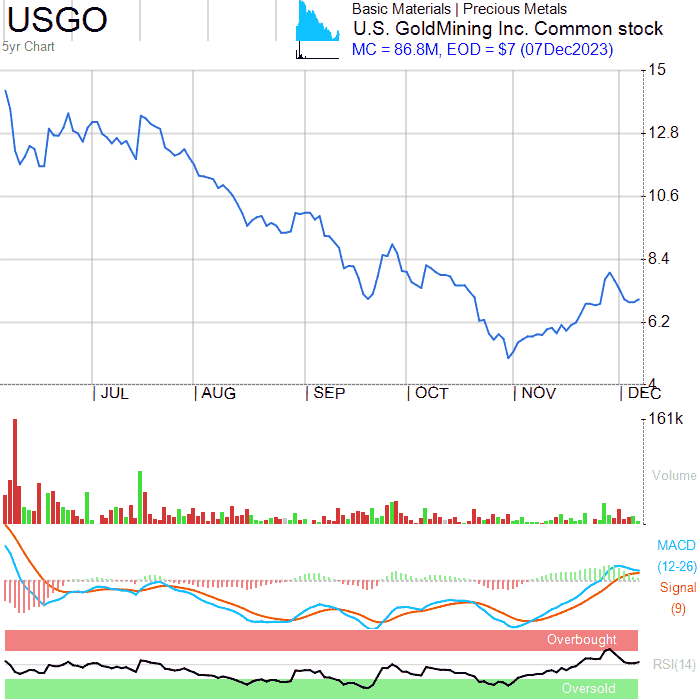 USGO
Basic Materials | Precious Metals
U.S. GoldMining Inc. Common stock
5yr Chart
MC = 86.8M, EOD = $7 (07Dec2023)
15
12.8
10.6
8.4
6.2
4
JUL
AUG
SEP
OCT
NOV
DEC
161k
Volume
MACD
(12-26)
Signal
(9)
Overbought
RSI(14)
Oversold